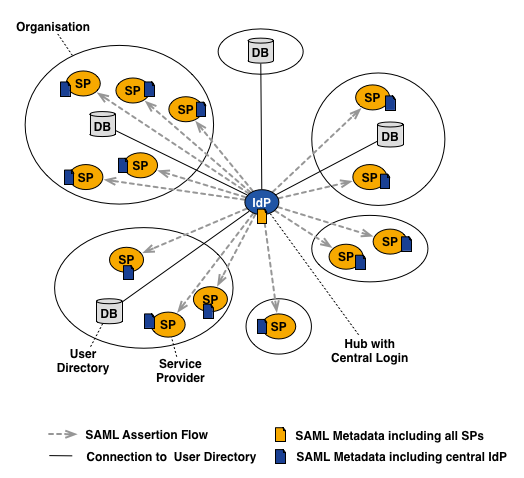 Organisation
DB
SP
SP
SP
SP
DB
DB
SP
SP
SP
IdP
SP
SP
SP
SP
DB
SP
SP
SP
User
Directory
Service
Provider
Hub with
Central Login
SAML Assertion Flow
SAML Metadata including all SPs
Connection to User Directory
SAML Metadata including central IdP